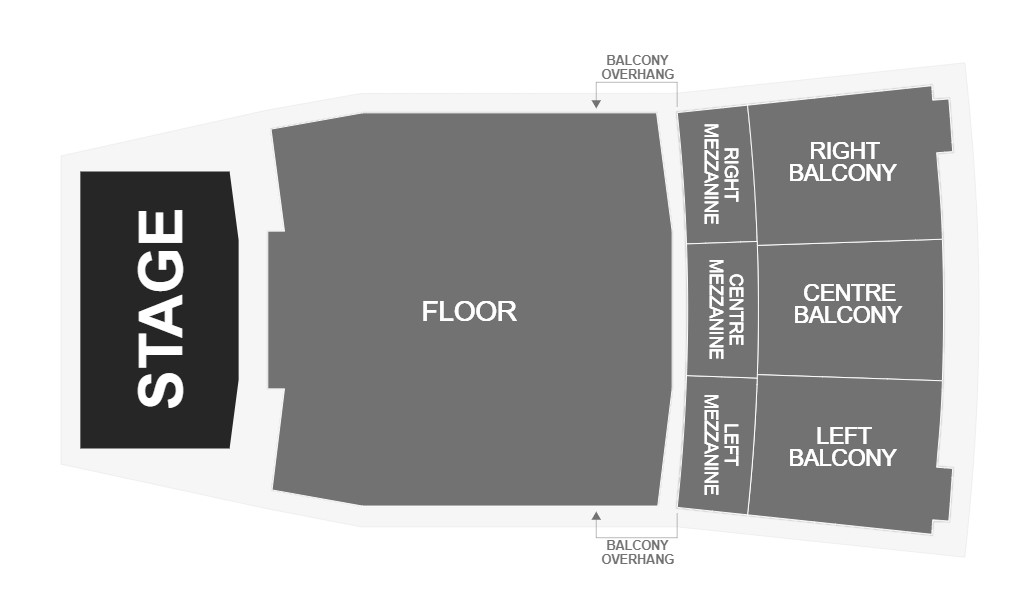 BALCONY
OVERHANG
STAGE
FLOOR
RIGHT
MEZZANINE
RIGHT
BALCONY
CENTRE
MEZZANINE
CENTRE
BALCONY
LEFT
MEZZANINE
LEFT
BALCONY
BALCONY
OVERHANG